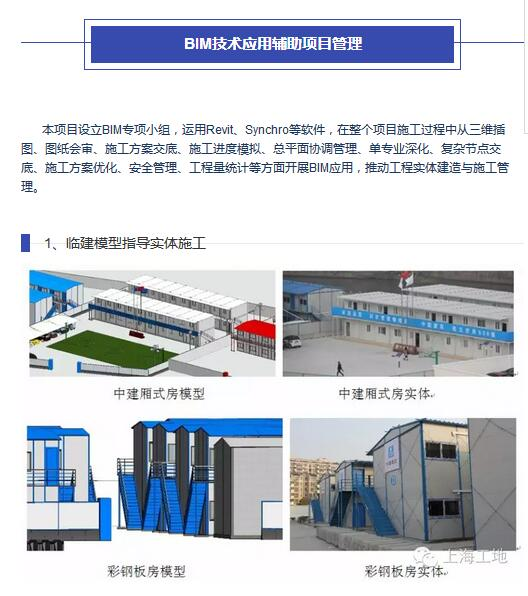 BIM技术应用辅助项目管理
本项目设立BIM专项小组，运用Revit、Synchro等软件，在整个项目施工过程中从三维插
图、图纸会审、施工方案交底、施工进度模拟、总平面协调管理、单专业深化、复杂节点交
底、施工方案优化、安全管理、工程量统计等方面开展BIM应用，推动工程实体建造与施工管
理。
1、临建模型指导实体施工
中建厢式房模型
中建厢式房实体
彩钢板房模型
彩钢板房实体
上海工地